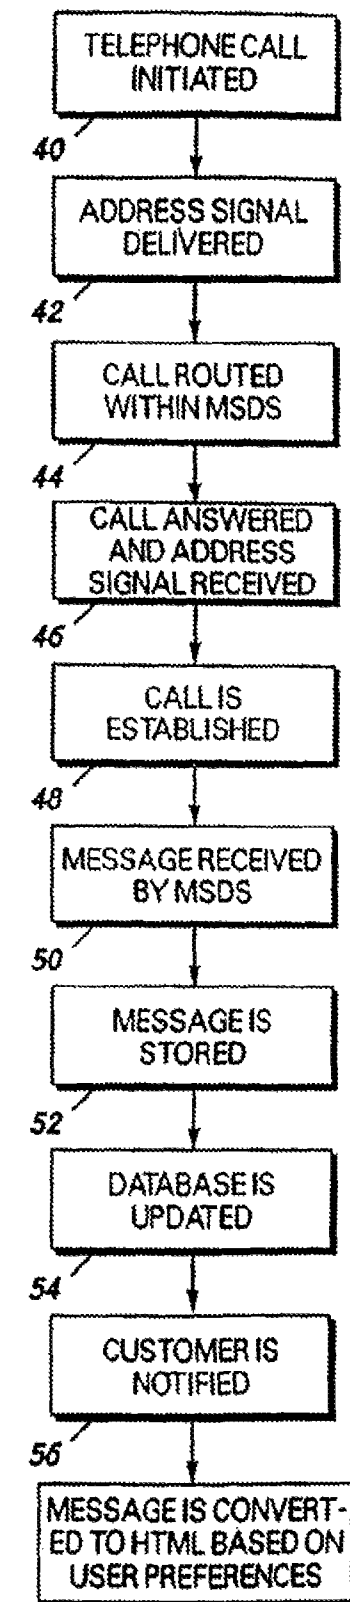 TELEPHONE CALL
INITIATED
40
ADDRESS SIGNAL
DELIVERED
42
CALL ROUTED
WITHIN MSDS
44
CALL ANSWERED
AND ADDRESS
SIGNAL RECEIVED
46
CALL IS
ESTABLISHED
48
MESSAGE RECEIVED
BY MSDS
50
MESSAGE IS
STORED
52
DATABASE IS
UPDATED
54
CUSTOMER IS
NOTIFIED
56
MESSAGE IS CONVERT-
ED TO HTML BASED ON
USER PREFERENCES